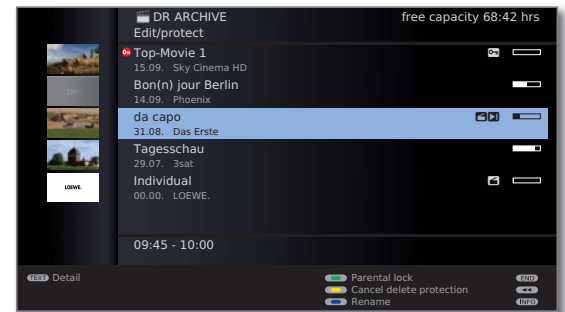 DR ARCHIVE free capacity 68:42 hrs
Edit/protect
Top-Movie 1
15.09. Sky Cinema HD
Bon(n) jour Berlin
14.09. Phoenix
da capo
31.08. Das Erste
Tagesschau
29.07. 3sat
Individual
LOEWE.
00.00. LOEWE.
09:45 - 10:00
TEXT Detail
Parental lock END
Cancel delete protection
Rename INFO